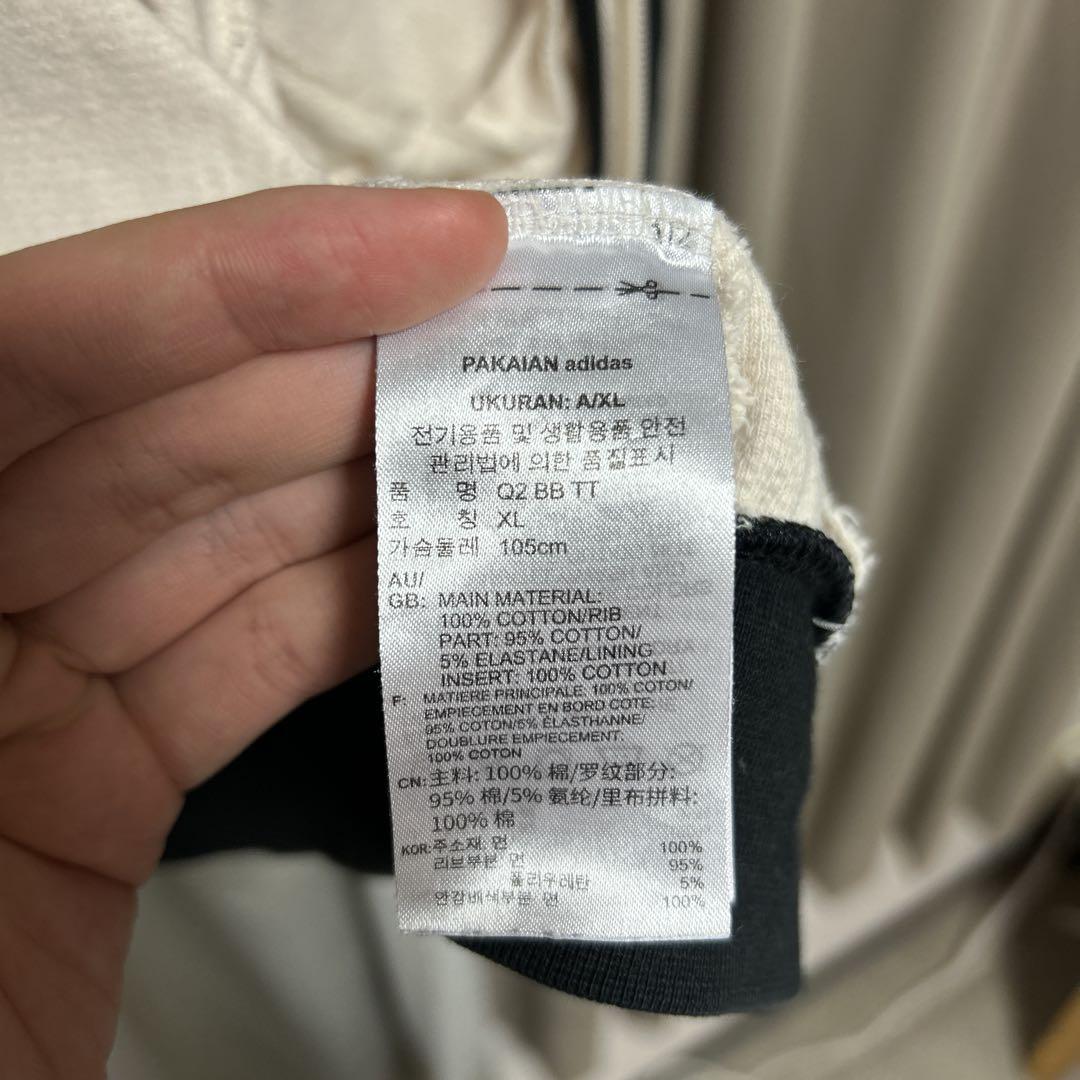 1/2
PAKAIAN adidas
UKURAN: A/XL
전기용품 및 생활용품 안전
관리법에 의한 품질표시
품 명 Q2 BB TT
호 칭 XL
가슴둘레 105cm
AU/
GB: MAIN MATERIAL:
100% COTTON/RIB
PART: 95% COTTON/
5% ELASTANE/LINING
INSERT: 100% COTTON
F: MATIERE PRINCIPALE: 100% COTON/
EMPIECEMENT EN BORD COTE:
95% COTON/5% ÉLASTHANNE/
DOUBLURE EMPIECEMENT:
100% COTON
CN: 主料: 100% 棉/罗纹部分:
95% 棉/5% 氨纶/里布拼料:
100% 棉
KOR: 주소재 면 100%
리브부분 면 95%
폴리우레탄 5%
안감배색부분 면 100%